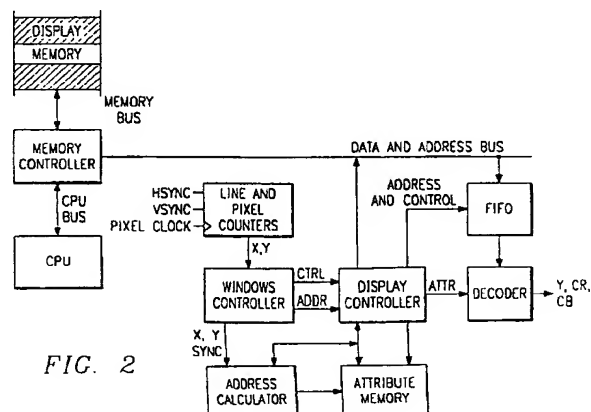 DISPLAY
MEMORY
MEMORY
BUS
MEMORY
CONTROLLER
DATA AND ADDRESS BUS
CPU
BUS
HSYNC
VSYNC
PIXEL CLOCK
LINE AND
PIXEL
COUNTERS
ADDRESS
AND CONTROL
FIFO
CPU
X,Y
WINDOWS
CONTROLLER
CTRL
ADDR
DISPLAY
CONTROLLER
ATTR
DECODER
Y, CR,
CB
X, Y
SYNC
FIG. 2
ADDRESS
CALCULATOR
ATTRIBUTE
MEMORY